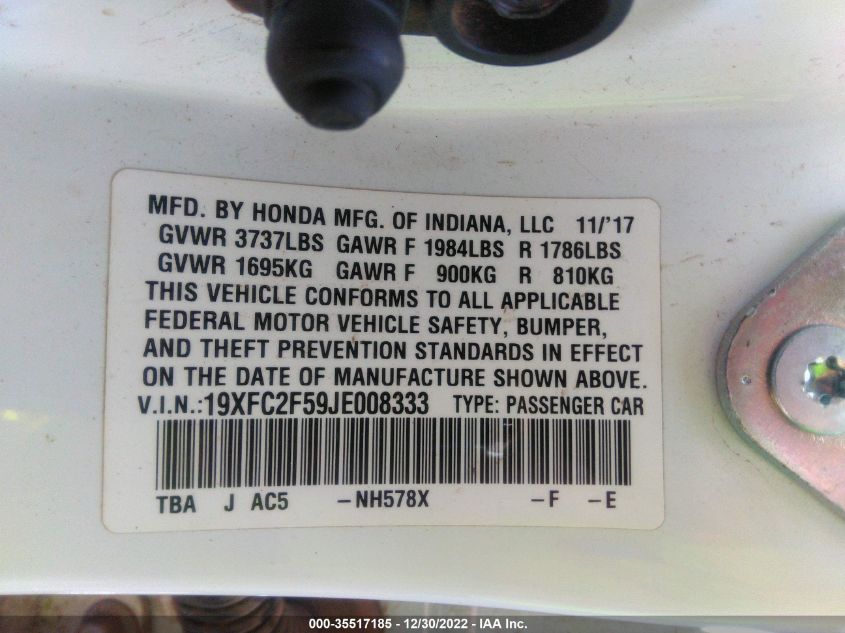 MFD. BY HONDA MFG. OF INDIANA, LLC 11/'17
GVWR 3737LBS GAWR F 1984LBS R 1786LBS
GVWR 1695KG GAWR F 900KG R 810KG
THIS VEHICLE CONFORMS TO ALL APPLICABLE
FEDERAL MOTOR VEHICLE SAFETY, BUMPER,
AND THEFT PREVENTION STANDARDS IN EFFECT
ON THE DATE OF MANUFACTURE SHOWN ABOVE.
V.I.N.:19XFC2F59JE008333 TYPE: PASSENGER CAR
TBA J AC5 -NH578X -F -E
000-35517185 - 12/30/2022 - IAA Inc.